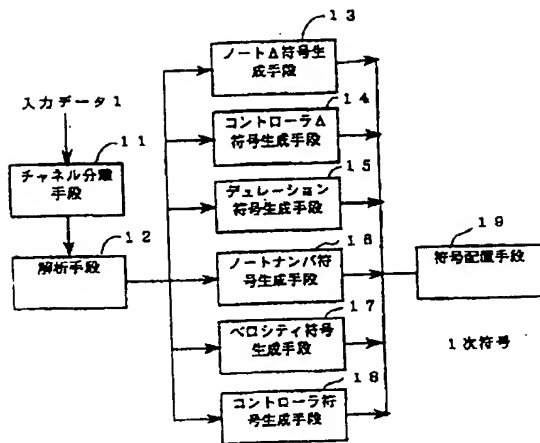 入力データ1
11
チャネル分離
手段
12
解析手段
13
ノートΔ符号生
成手段
14
コントローラΔ
符号生成手段
15
デュレーション
符号生成手段
16
ノートナンバ符
号生成手段
17
ベロシティ符号
生成手段
18
コントローラ符
号生成手段
19
符号配置手段
1次符号